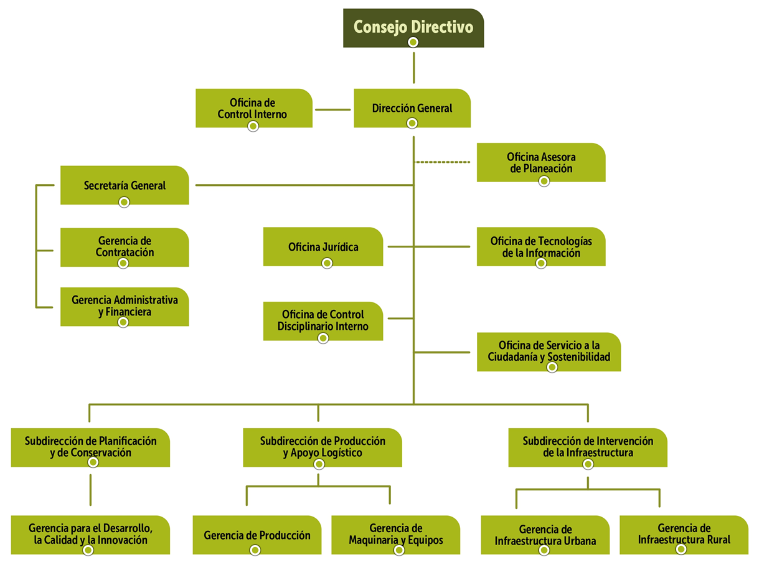 Consejo Directivo
Oficina de
Control Interno
Dirección General
Oficina Asesora
de Planeación
Secretaría General
Gerencia de
Contratación
Oficina Jurídica
Oficina de Tecnologías
de la Información
Gerencia Administrativa
y Financiera
Oficina de Control
Disciplinario Interno
Oficina de Servicio a la
Ciudadanía y Sostenibilidad
Subdirección de Planificación
y de Conservación
Subdirección de Producción
y Apoyo Logístico
Subdirección de Intervención
de la Infraestructura
Gerencia para el Desarrollo,
la Calidad y la Innovación
Gerencia de Producción
Gerencia de
Maquinaria y Equipos
Gerencia de
Infraestructura Urbana
Gerencia de
Infraestructura Rural